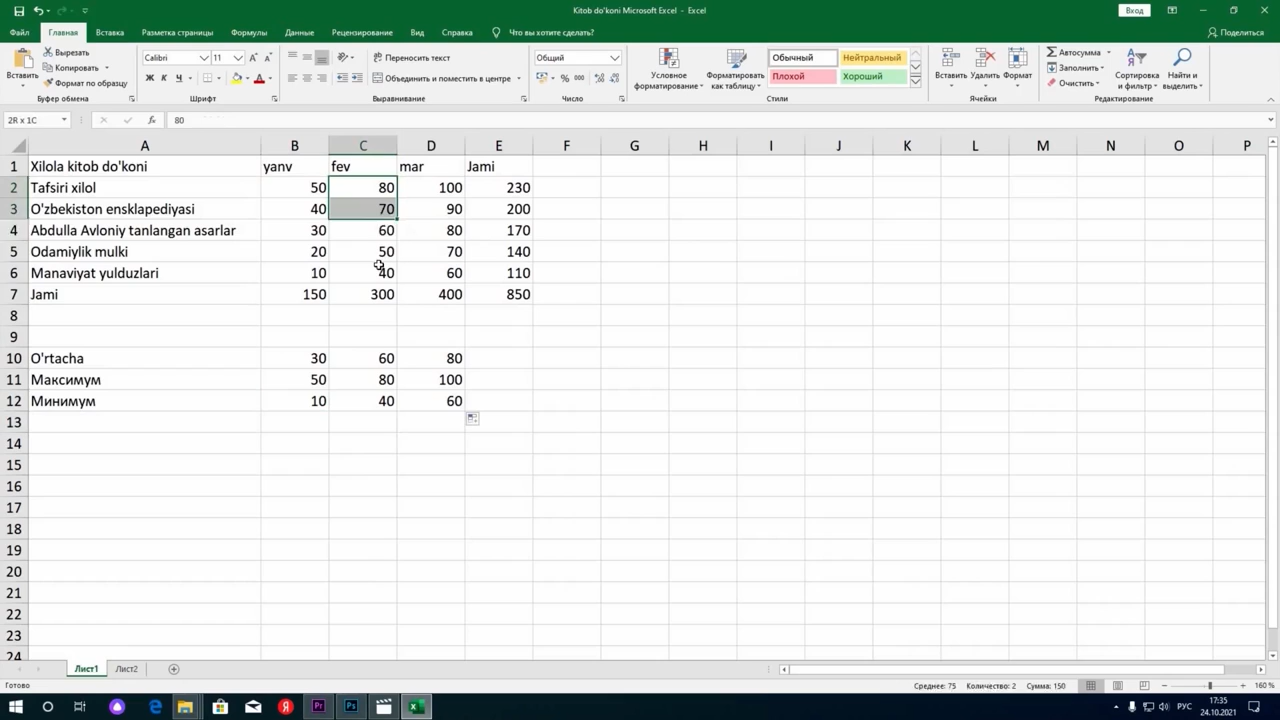 Kitob do'koni Microsoft Excel - Excel
Вход
Файл Главная Вставка Разметка страницы Формулы Данные Рецензирование Вид Справка Что вы хотите сделать? Поделиться
Вставить
Вырезать
Копировать
Формат по образцу
Буфер обмена
Calibri 11
Ж К Ч
Шрифт
Переносить текст
Объединить и поместить в центре
Выравнивание
Общий
% 000
Число
Условное форматирование
Форматировать как таблицу
Обычный Нейтральный
Плохой Хороший
Стили
Вставить Удалить Формат
Ячейки
Автосумма
Заполнить
Очистить
Сортировка и фильтр
Найти и выделить
Редактирование
2R x 1C fx 80
A B C D E F G H I J K L M N O P
1 Xilola kitob do'koni yanv fev mar Jami
2 Tafsiri xilol 50 80 100 230
3 O'zbekiston ensklapediyasi 40 70 90 200
4 Abdulla Avloniy tanlangan asarlar 30 60 80 170
5 Odamiylik mulki 20 50 70 140
6 Manaviyat yulduzlari 10 40 60 110
7 Jami 150 300 400 850
8
9
10 O'rtacha 30 60 80
11 Максимум 50 80 100
12 Минимум 10 40 60
13
14
15
16
17
18
19
20
21
22
23
24
Лист1 Лист2
Готово Среднее: 75 Количество: 2 Сумма: 150 160 %
РУС 17:35
24.10.2021